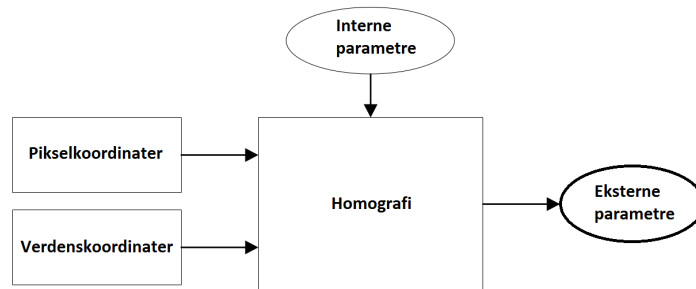 Interne
parametre
Pikselkoordinater
Verdenskoordinater
Homografi
Eksterne
parametre